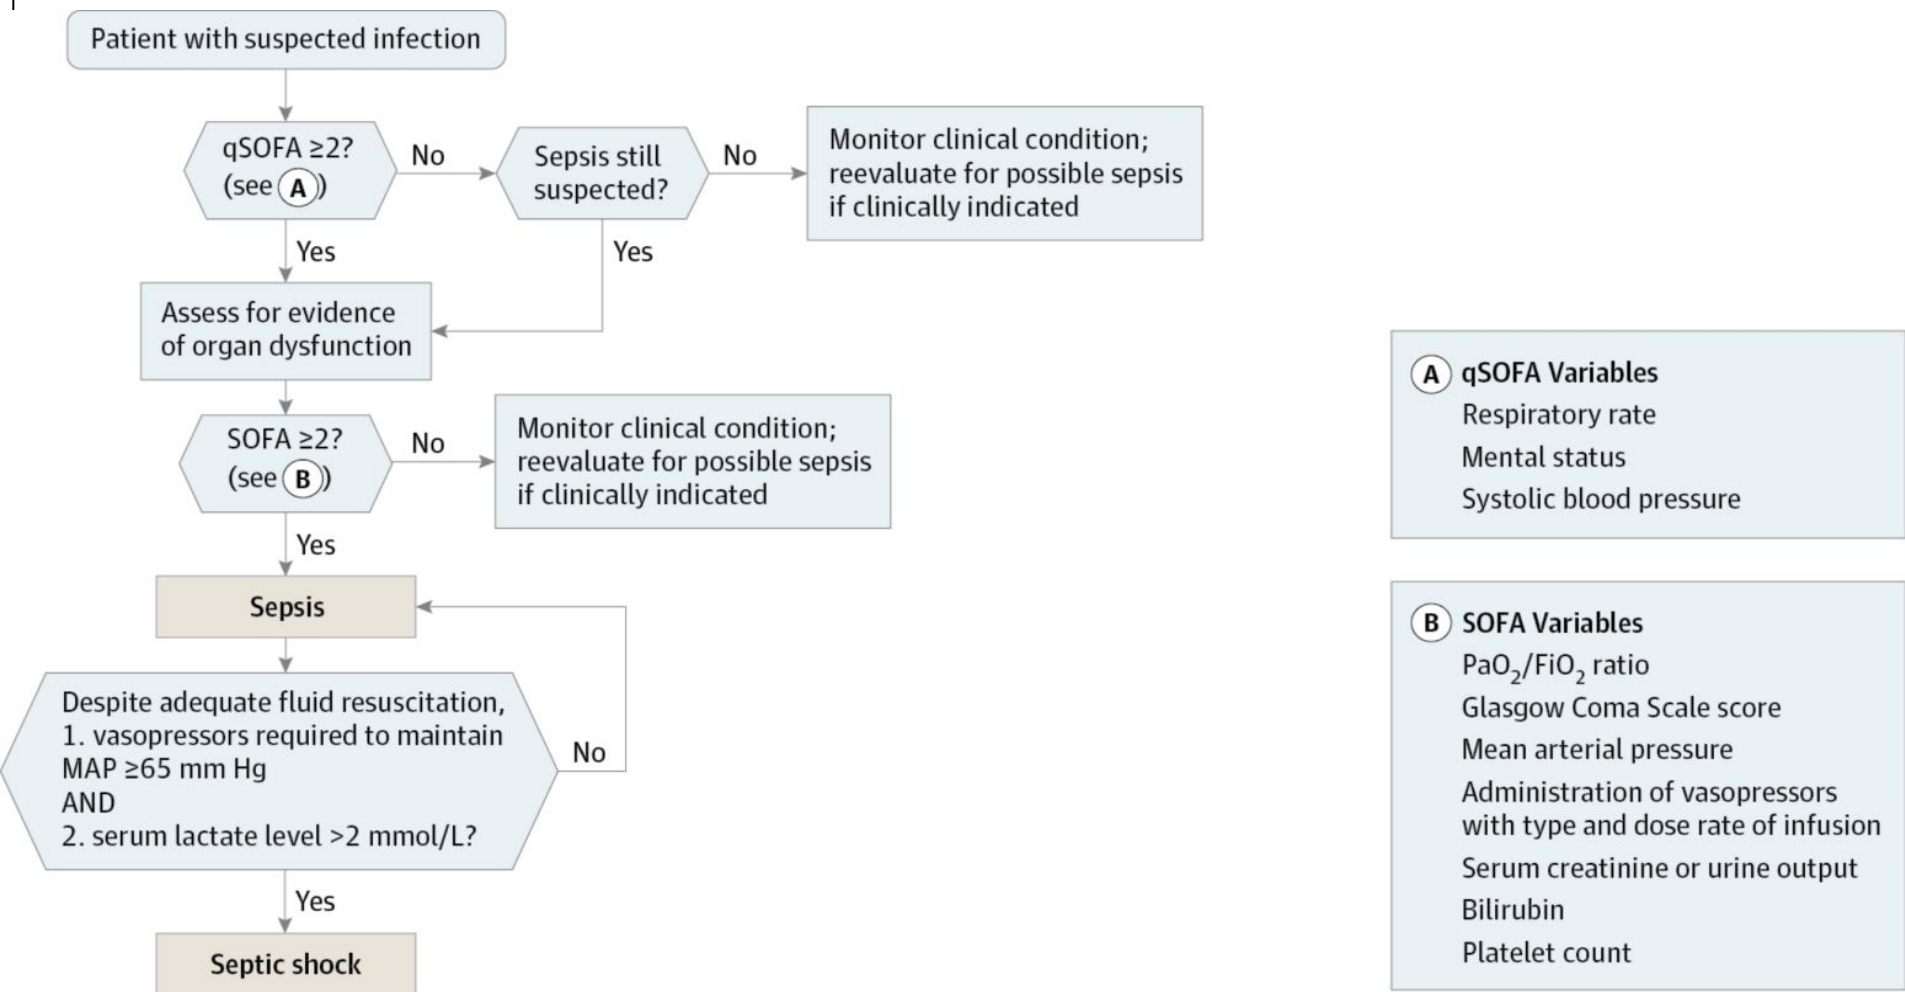 Patient with suspected infection
qSOFA ≥2?
(see A)
No
Sepsis still
suspected?
No
Monitor clinical condition;
reevaluate for possible sepsis
if clinically indicated
Yes
Yes
Assess for evidence
of organ dysfunction
SOFA ≥2?
(see B)
No
Monitor clinical condition;
reevaluate for possible sepsis
if clinically indicated
Yes
Sepsis
Despite adequate fluid resuscitation,
1. vasopressors required to maintain
MAP ≥65 mm Hg
AND
2. serum lactate level >2 mmol/L?
No
Yes
Septic shock
A qSOFA Variables
Respiratory rate
Mental status
Systolic blood pressure
B SOFA Variables
PaO₂/FiO₂ ratio
Glasgow Coma Scale score
Mean arterial pressure
Administration of vasopressors
with type and dose rate of infusion
Serum creatinine or urine output
Bilirubin
Platelet count